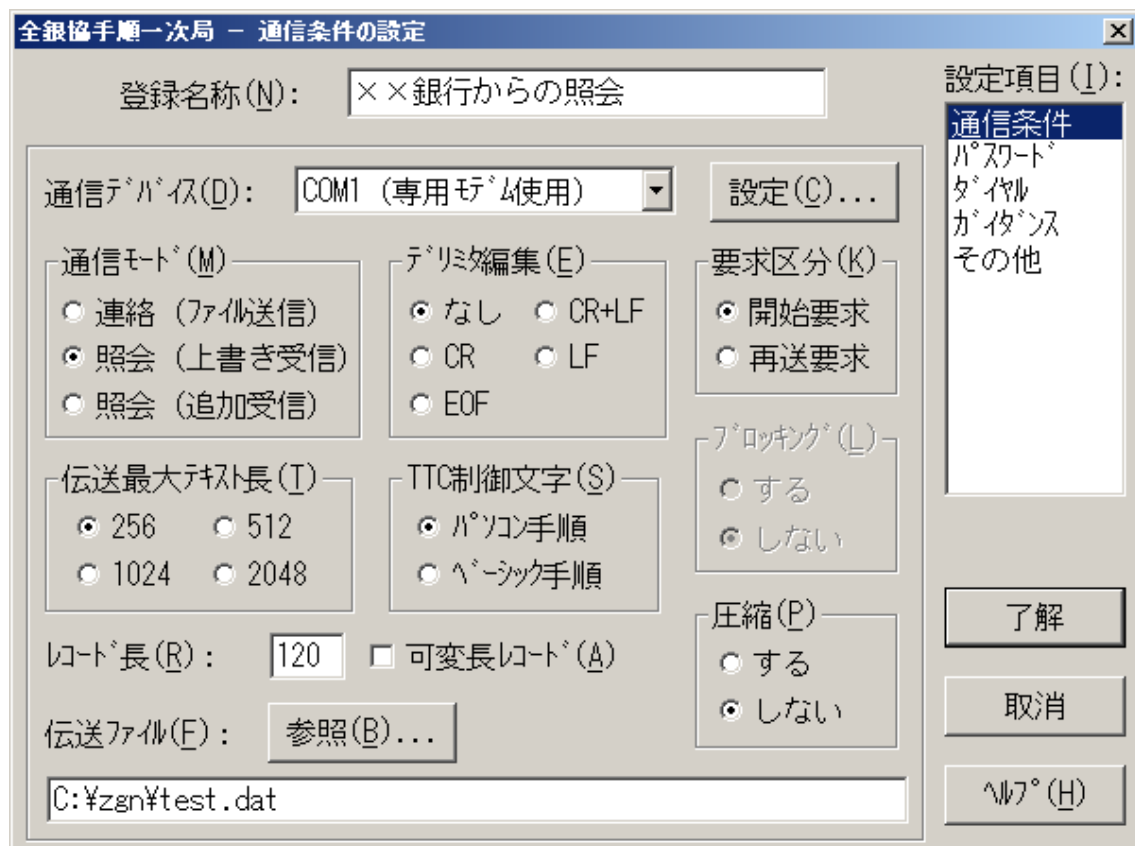 全銀協手順一次局 － 通信条件の設定
登録名称(N): ××銀行からの照会
設定項目(I):
通信条件
ﾊﾟｽﾜｰﾄﾞ
ﾀﾞｲﾔﾙ
ｶﾞｲﾀﾞﾝｽ
その他
通信ﾃﾞﾊﾞｲｽ(D): COM1 (専用ﾓﾃﾞﾑ使用) 設定(C)...
通信ﾓｰﾄﾞ(M)
連絡 (ﾌｧｲﾙ送信)
照会 (上書き受信)
照会 (追加受信)
ﾃﾞﾘﾐﾀ編集(E)
なし CR+LF
CR LF
EOF
要求区分(K)
開始要求
再送要求
ﾌﾞﾛｯｷﾝｸﾞ(L)
する
しない
伝送最大ﾃｷｽﾄ長(T)
256 512
1024 2048
TTC制御文字(S)
ﾊﾟｿｺﾝ手順
ﾍﾞｰｼｯｸ手順
圧縮(P)
する
しない
ﾚｺｰﾄﾞ長(R): 120 可変長ﾚｺｰﾄﾞ(A)
伝送ﾌｧｲﾙ(F): 参照(B)...
C:¥zgn¥test.dat
了解
取消
ﾍﾙﾌﾟ(H)